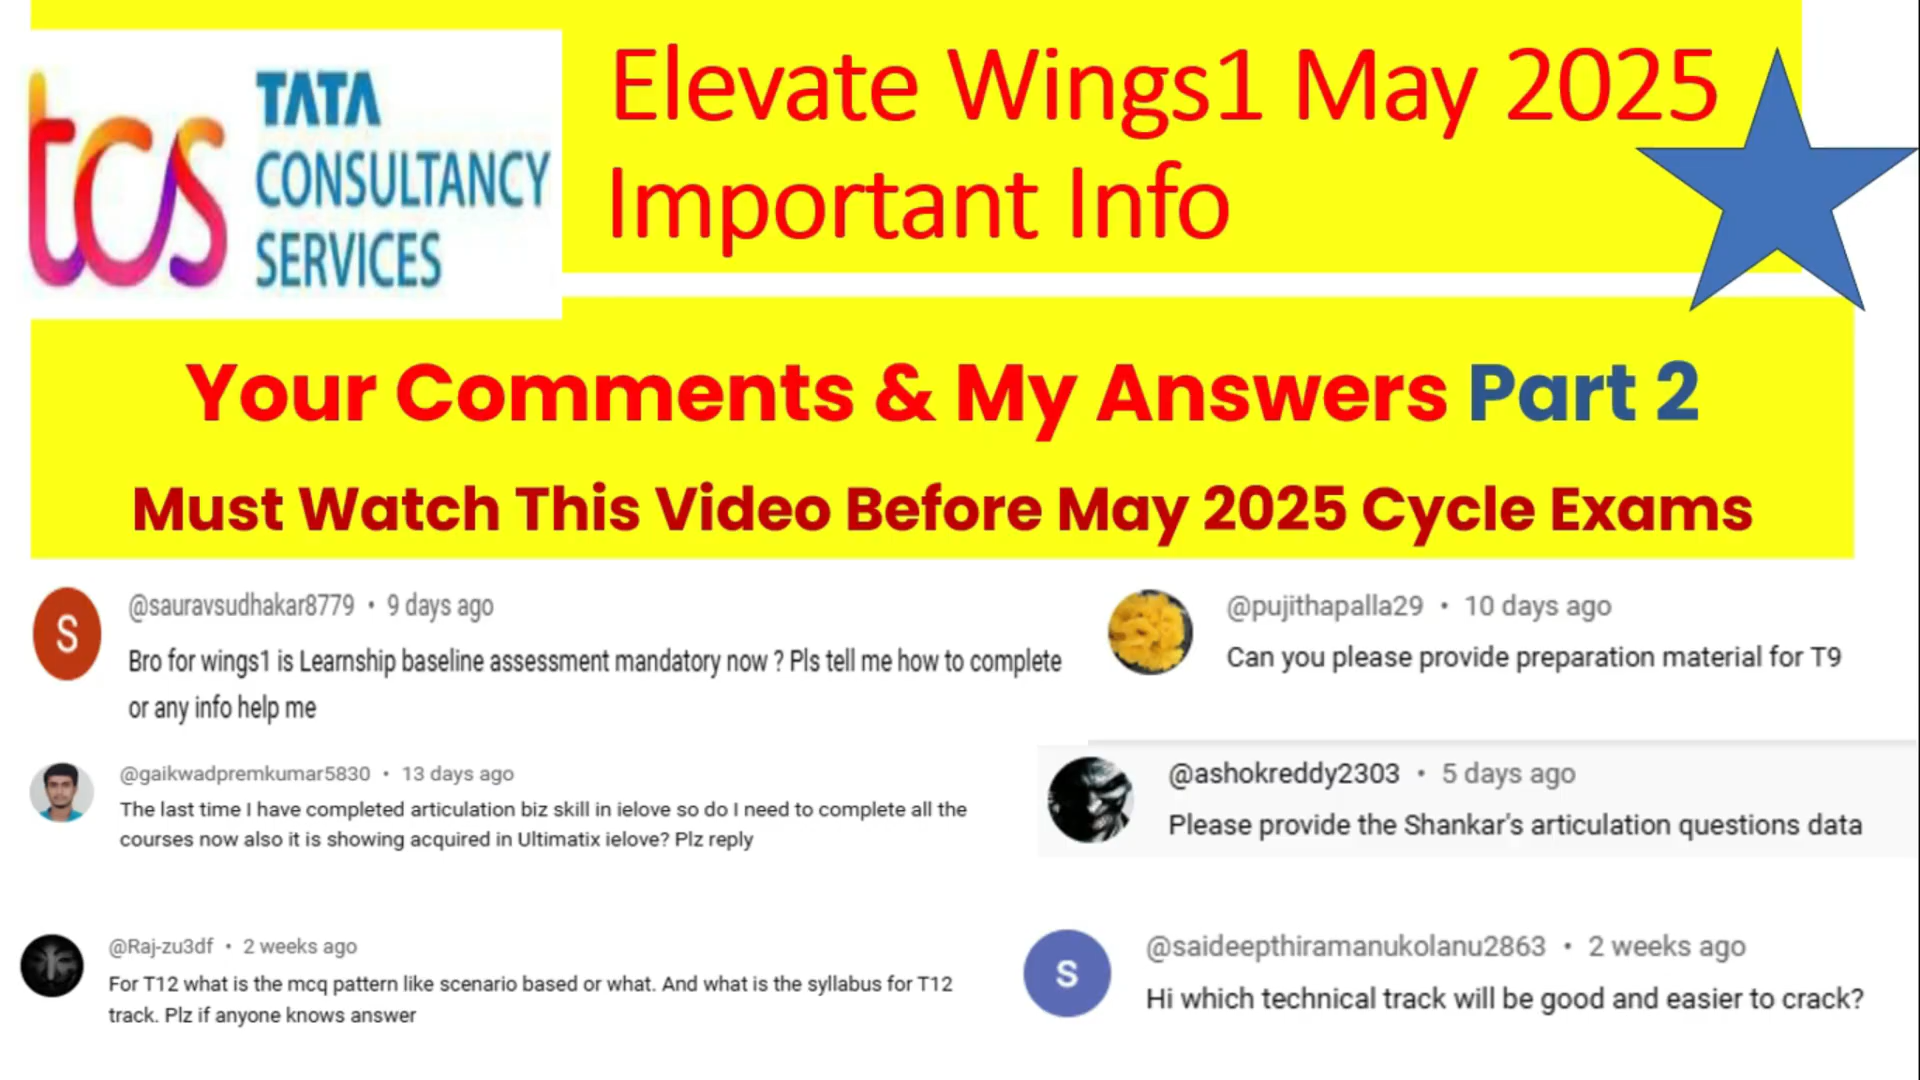 tcs
TATA
CONSULTANCY
SERVICES
Elevate Wings1 May 2025
Important Info
Your Comments & My Answers Part 2
Must Watch This Video Before May 2025 Cycle Exams
S
@sauravsudhakar8779 • 9 days ago
Bro for wings1 is Learnship baseline assessment mandatory now ? Pls tell me how to complete
or any info help me
@pujithapalla29 • 10 days ago
Can you please provide preparation material for T9
@gaikwadpremkumar5830 • 13 days ago
The last time I have completed articulation biz skill in ielove so do I need to complete all the
courses now also it is showing acquired in Ultimatix ielove? Plz reply
@ashokreddy2303 • 5 days ago
Please provide the Shankar's articulation questions data
@Raj-zu3df • 2 weeks ago
For T12 what is the mcq pattern like scenario based or what. And what is the syllabus for T12
track. Plz if anyone knows answer
S
@saideepthiramanukolanu2863 • 2 weeks ago
Hi which technical track will be good and easier to crack?